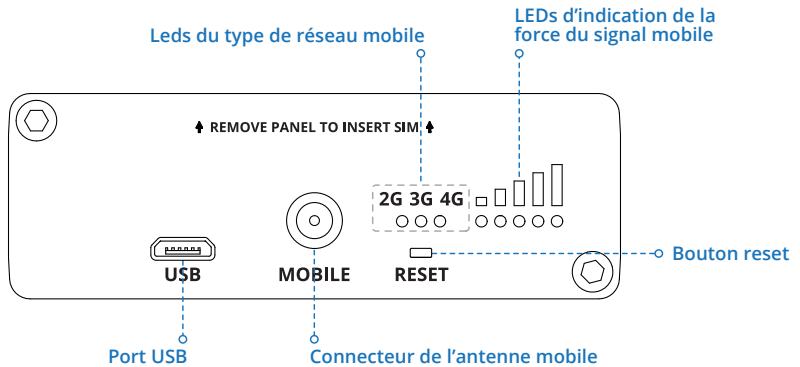 LEDs d'indication de la
force du signal mobile
Leds du type de réseau mobile
REMOVE PANEL TO INSERT SIM
2G 3G 4G
USB MOBILE RESET
Bouton reset
Port USB
Connecteur de l'antenne mobile